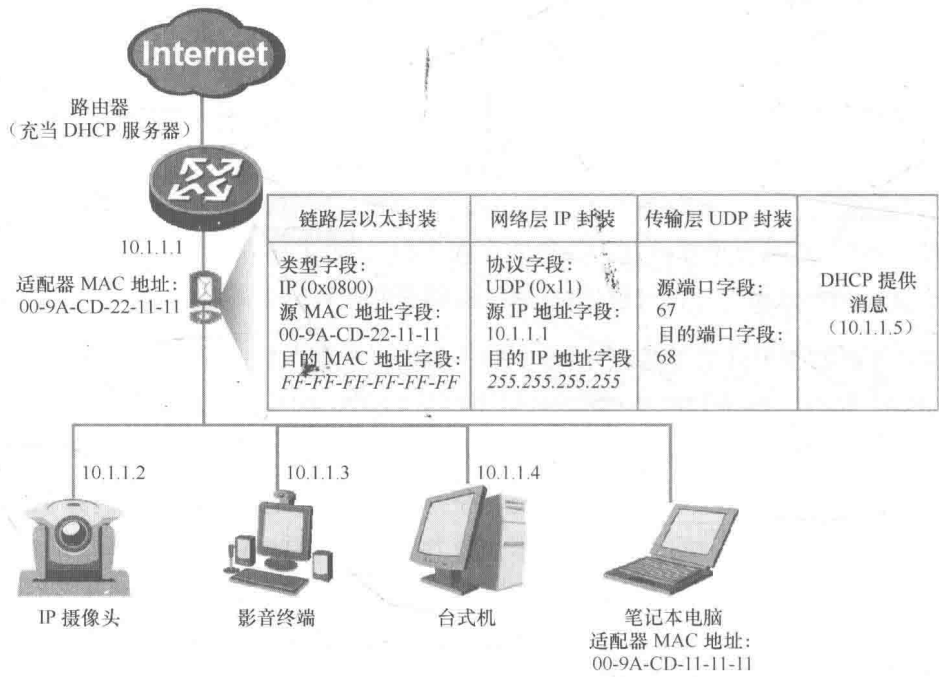 Internet
路由器
（充当 DHCP 服务器）
10.1.1.1
适配器 MAC 地址：
00-9A-CD-22-11-11
链路层以太封装
类型字段：
IP (0x0800)
源 MAC 地址字段：
00-9A-CD-22-11-11
目的 MAC 地址字段：
FF-FF-FF-FF-FF-FF
网络层 IP 封装
协议字段：
UDP (0x11)
源 IP 地址字段：
10.1.1.1
目的 IP 地址字段
255.255.255.255
传输层 UDP 封装
源端口字段：
67
目的端口字段：
68
DHCP 提供
消息
（10.1.1.5）
10.1.1.2
10.1.1.3
10.1.1.4
IP 摄像头
影音终端
台式机
笔记本电脑
适配器 MAC 地址：
00-9A-CD-11-11-11